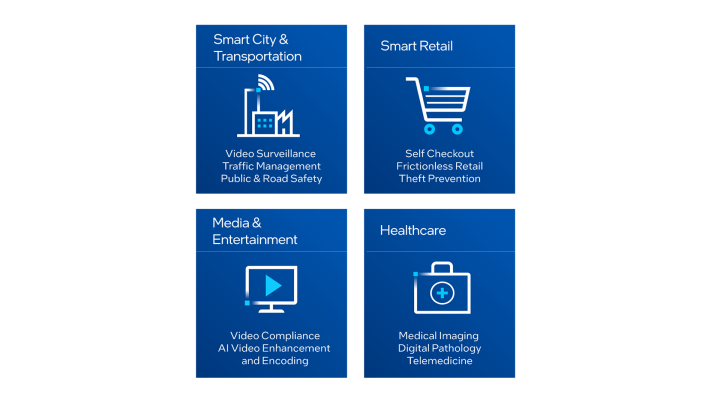 Smart City &
Transportation
Video Surveillance
Traffic Management
Public & Road Safety
Smart Retail
Self Checkout
Frictionless Retail
Theft Prevention
Media &
Entertainment
Video Compliance
AI Video Enhancement
and Encoding
Healthcare
Medical Imaging
Digital Pathology
Telemedicine